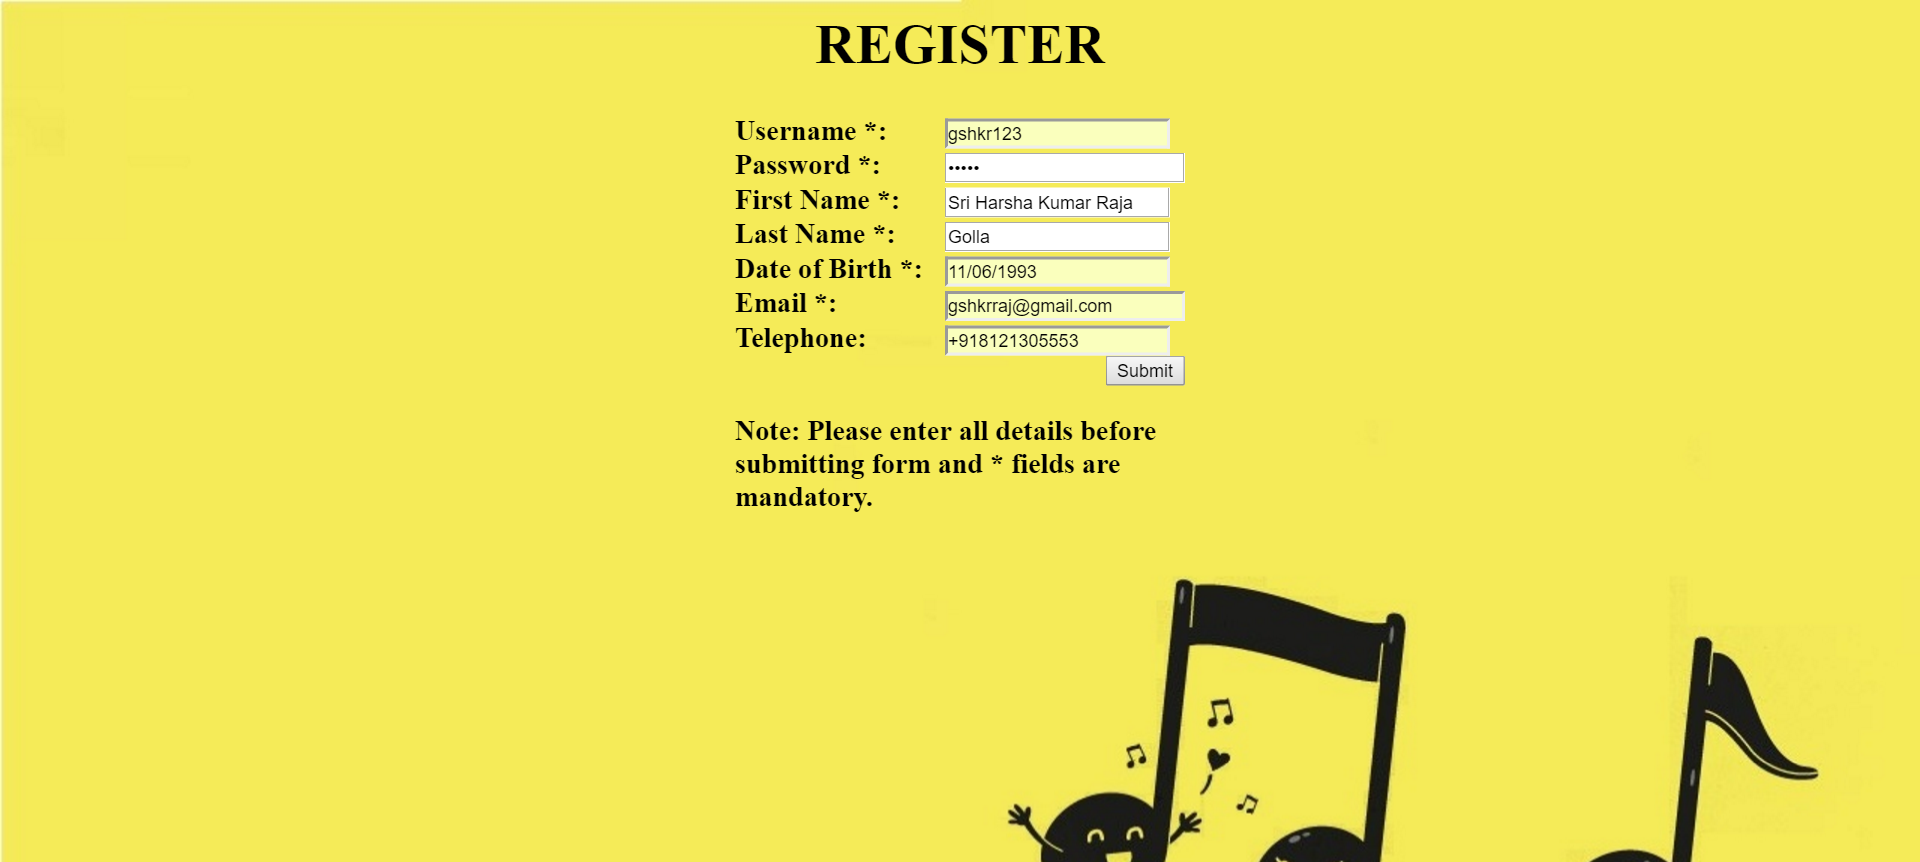 REGISTER
Username *: gshkr123
Password *: •••••
First Name *: Sri Harsha Kumar Raja
Last Name *: Golla
Date of Birth *: 11/06/1993
Email *: gshkrraj@gmail.com
Telephone: +918121305553
Submit
Note: Please enter all details before
submitting form and * fields are
mandatory.